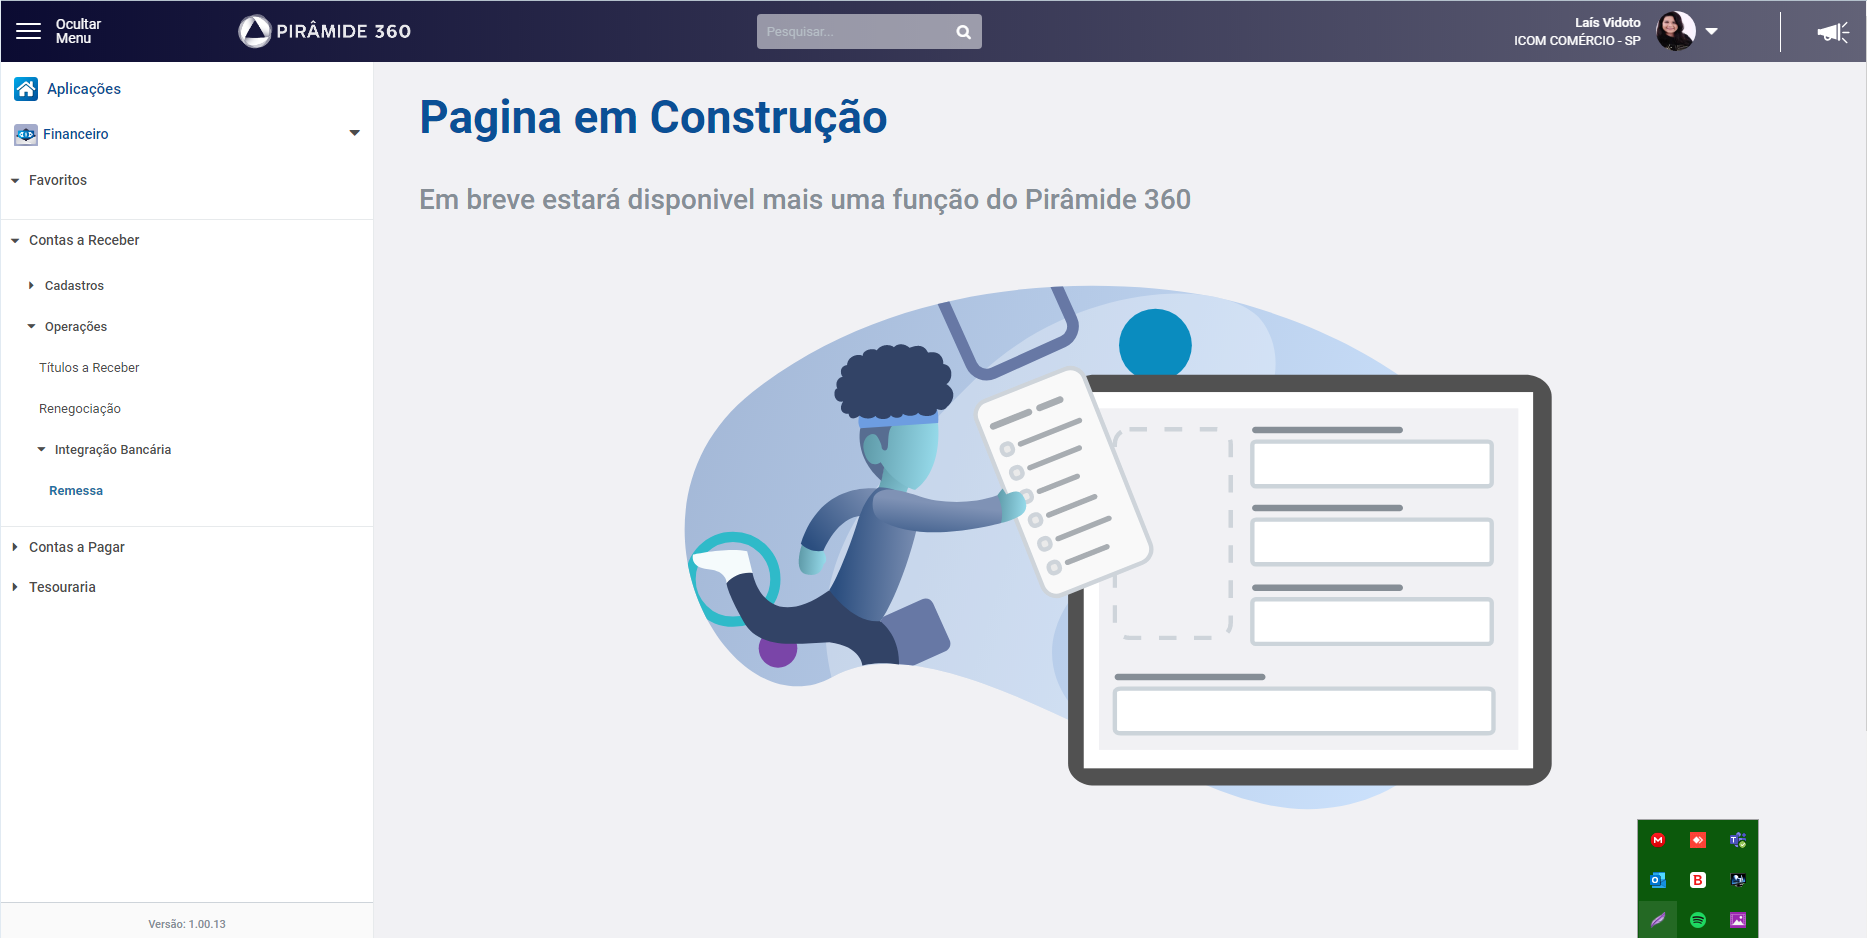 Ocultar
Menu
PIRÂMIDE 360
Pesquisar...
Laís Vidoto
ICOM COMÉRCIO - SP
Aplicações
Financeiro
Favoritos
Contas a Receber
Cadastros
Operações
Títulos a Receber
Renegociação
Integração Bancária
Remessa
Contas a Pagar
Tesouraria
Versão: 1.00.13
Pagina em Construção
Em breve estará disponivel mais uma função do Pirâmide 360
M
T
O
B